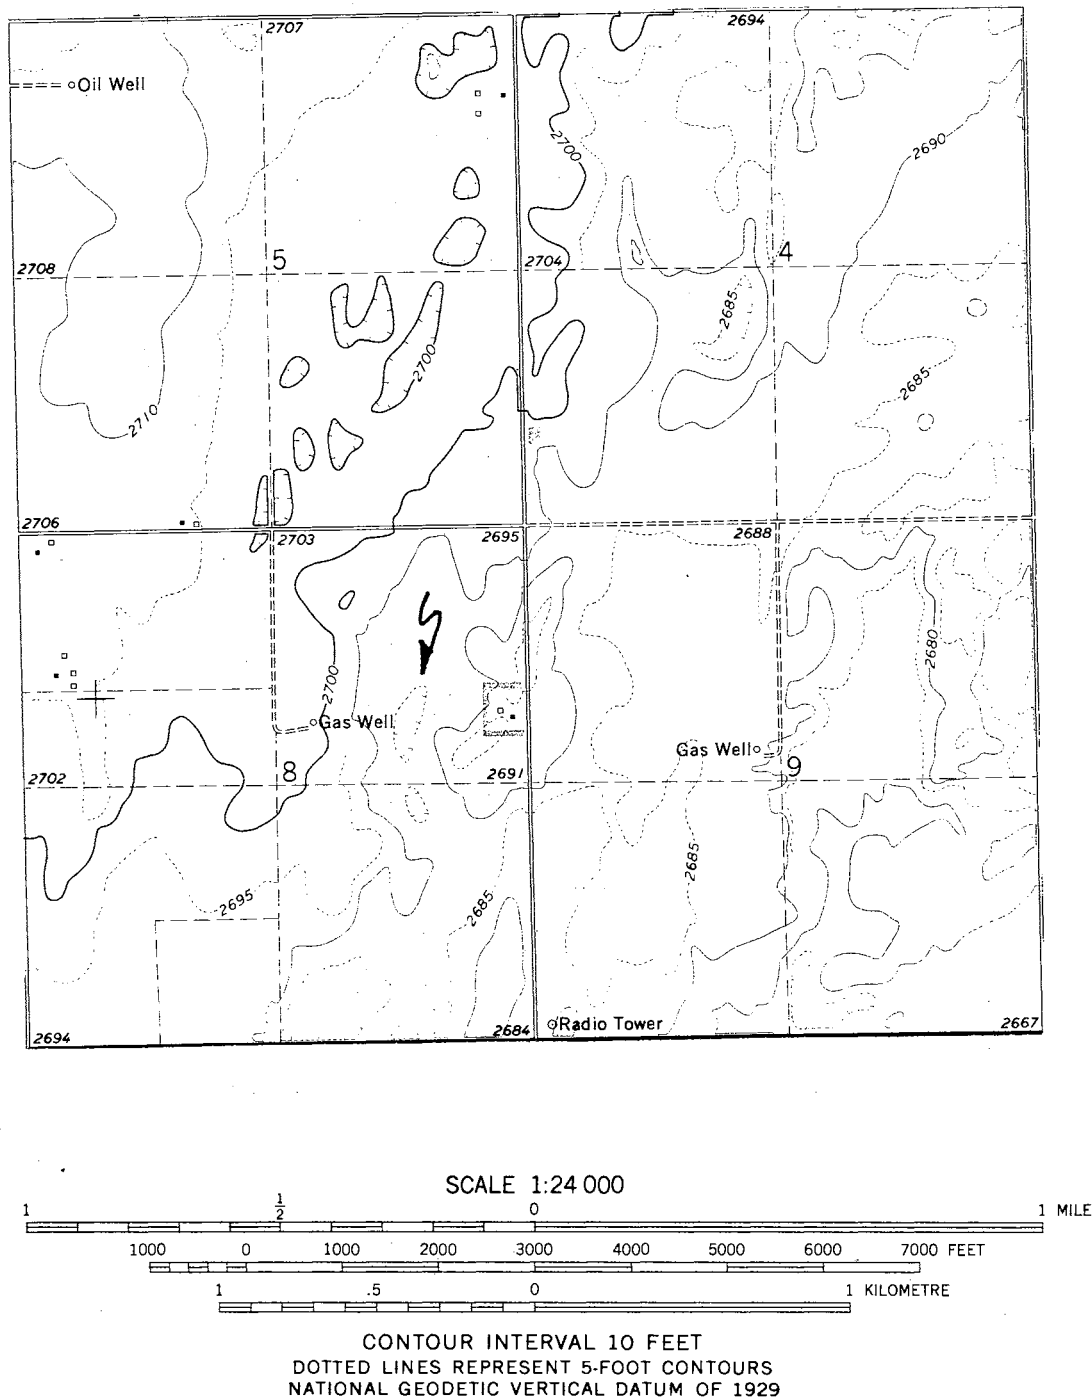 2707
2694
Oil Well
2700
2690
2708
5
2704
4
2685
2700
2685
2710
2706
2703
2695
2688
2680
2700
Gas Well
Gas Well
2702
8
2691
9
2685
2695
2685
2694
2684
Radio Tower
2667
SCALE 1:24 000
1 1/2 0 1 MILE
1000 0 1000 2000 3000 4000 5000 6000 7000 FEET
1 .5 0 1 KILOMETRE
CONTOUR INTERVAL 10 FEET
DOTTED LINES REPRESENT 5-FOOT CONTOURS
NATIONAL GEODETIC VERTICAL DATUM OF 1929